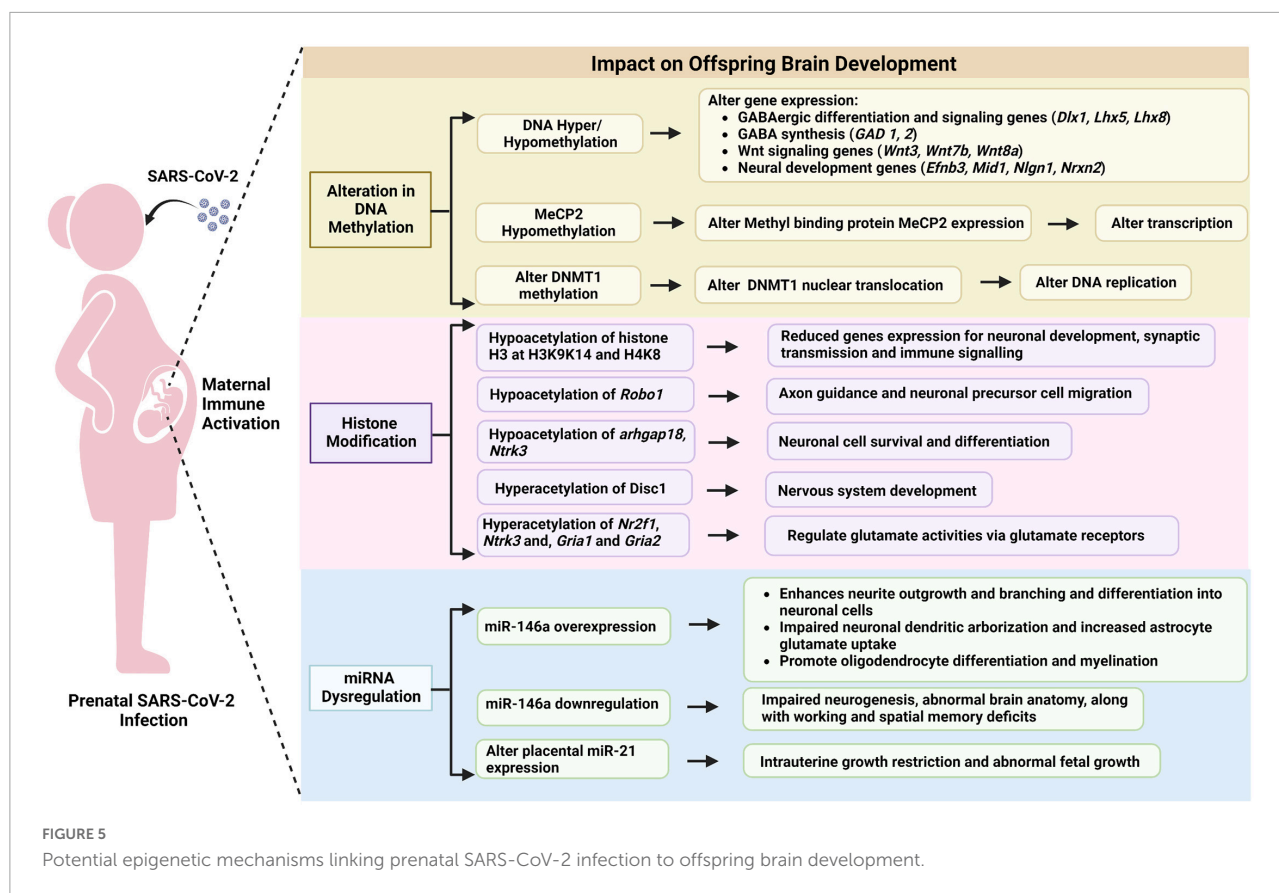 Impact on Offspring Brain Development
SARS-CoV-2
Maternal
Immune
Activation
Prenatal SARS-CoV-2
Infection
Alteration in
DNA
Methylation
DNA Hyper/
Hypomethylation
Alter gene expression:
• GABAergic differentiation and signaling genes (Dlx1, Lhx5, Lhx8)
• GABA synthesis (GAD 1, 2)
• Wnt signaling genes (Wnt3, Wnt7b, Wnt8a)
• Neural development genes (Efnb3, Mid1, Nlgn1, Nrxn2)
MeCP2
Hypomethylation
Alter Methyl binding protein MeCP2 expression
Alter transcription
Alter DNMT1
methylation
Alter DNMT1 nuclear translocation
Alter DNA replication
Histone
Modification
Hypoacetylation of histone
H3 at H3K9K14 and H4K8
Reduced genes expression for neuronal development, synaptic
transmission and immune signalling
Hypoacetylation of Robo1
Axon guidance and neuronal precursor cell migration
Hypoacetylation of arhgap18,
Ntrk3
Neuronal cell survival and differentiation
Hyperacetylation of Disc1
Nervous system development
Hyperacetylation of Nr2f1,
Ntrk3 and, Gria1 and Gria2
Regulate glutamate activities via glutamate receptors
miRNA
Dysregulation
miR-146a overexpression
• Enhances neurite outgrowth and branching and differentiation into
neuronal cells
• Impaired neuronal dendritic arborization and increased astrocyte
glutamate uptake
• Promote oligodendrocyte differentiation and myelination
miR-146a downregulation
Impaired neurogenesis, abnormal brain anatomy, along
with working and spatial memory deficits
Alter placental miR-21
expression
Intrauterine growth restriction and abnormal fetal growth
FIGURE 5
Potential epigenetic mechanisms linking prenatal SARS-CoV-2 infection to offspring brain development.